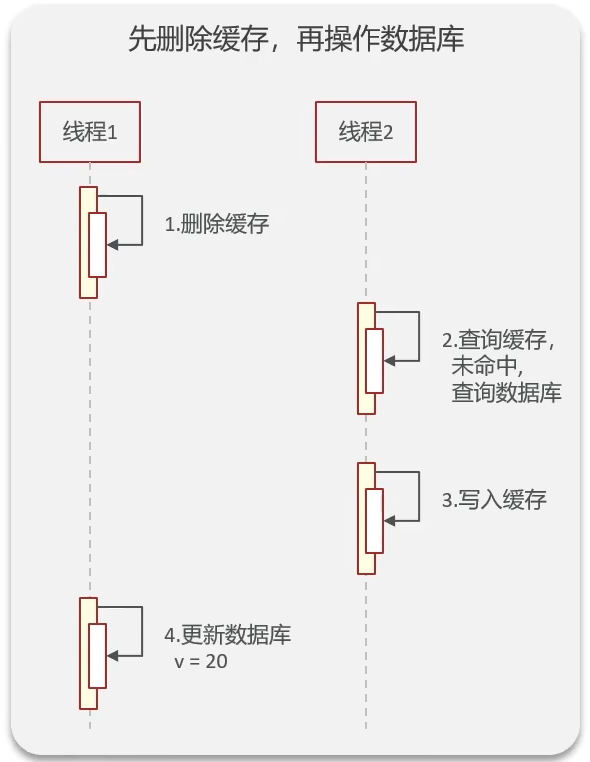 先删除缓存，再操作数据库
线程1
线程2
1.删除缓存
2.查询缓存，
未命中,
查询数据库
3.写入缓存
4.更新数据库
v = 20